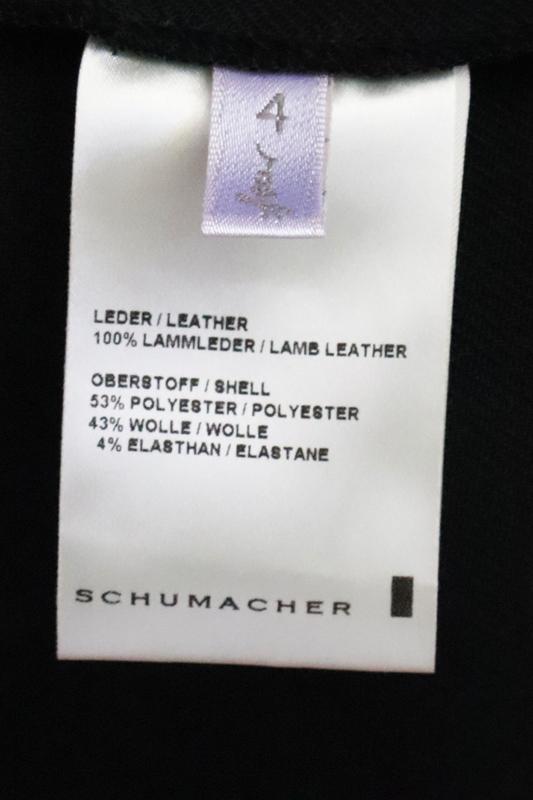 4
LEDER / LEATHER
100% LAMMLEDER / LAMB LEATHER
OBERSTOFF / SHELL
53% POLYESTER / POLYESTER
43% WOLLE / WOLLE
4% ELASTHAN / ELASTANE
SCHUMACHER